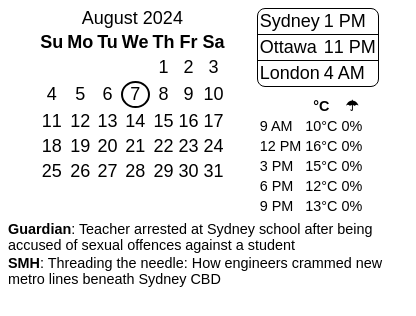 August 2024
Su Mo Tu We Th Fr Sa
1 2 3
4 5 6 7 8 9 10
11 12 13 14 15 16 17
18 19 20 21 22 23 24
25 26 27 28 29 30 31
Sydney 1 PM
Ottawa 11 PM
London 4 AM
°C ☂
9 AM 10°C 0%
12 PM 16°C 0%
3 PM 15°C 0%
6 PM 12°C 0%
9 PM 13°C 0%
Guardian: Teacher arrested at Sydney school after being
accused of sexual offences against a student
SMH: Threading the needle: How engineers crammed new
metro lines beneath Sydney CBD